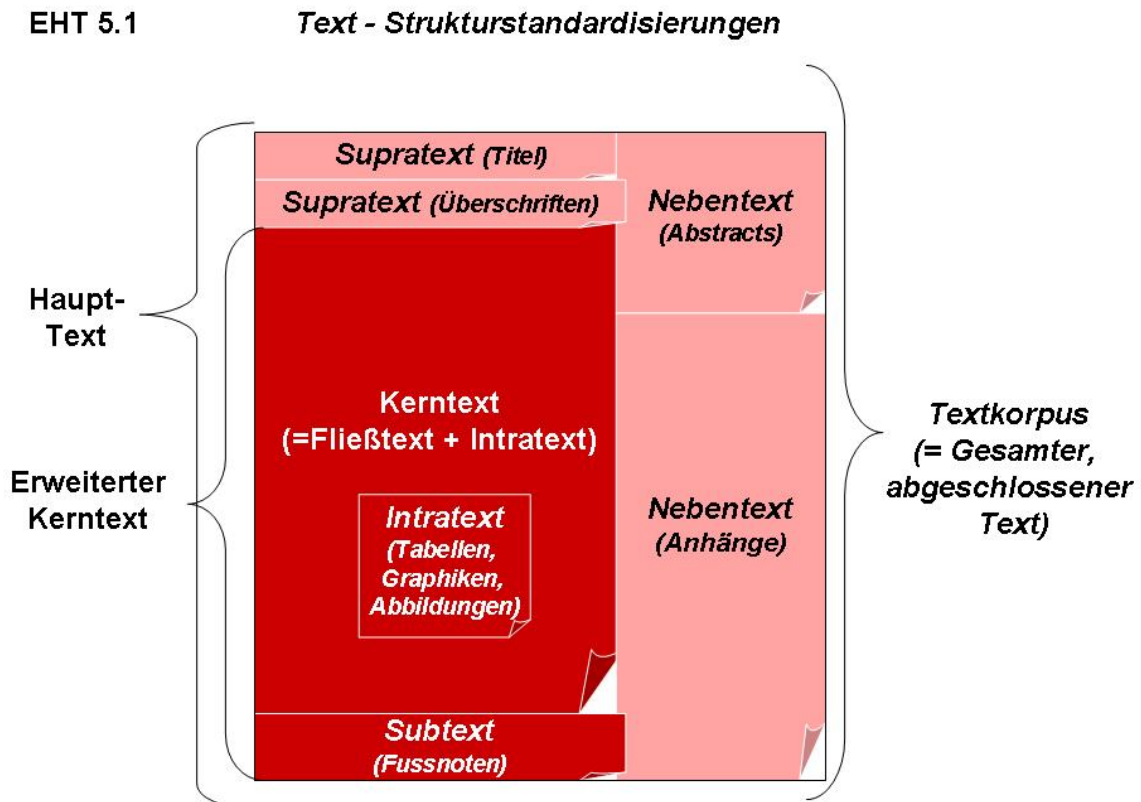 EHT 5.1 Text - Strukturstandardisierungen
Supratext (Titel)
Supratext (Überschriften)
Nebentext
(Abstracts)
Haupt-
Text
Kerntext
(=Fließtext + Intratext)
Erweiterter
Kerntext
Intratext
(Tabellen,
Graphiken,
Abbildungen)
Nebentext
(Anhänge)
Textkorpus
(= Gesamter,
abgeschlossener
Text)
Subtext
(Fussnoten)